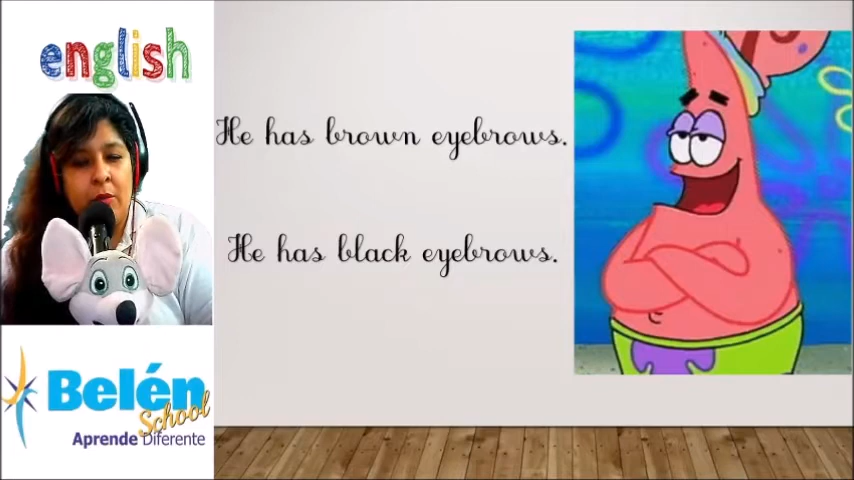 english
He has brown eyebrows.
He has black eyebrows.
Belén
School
Aprende Diferente